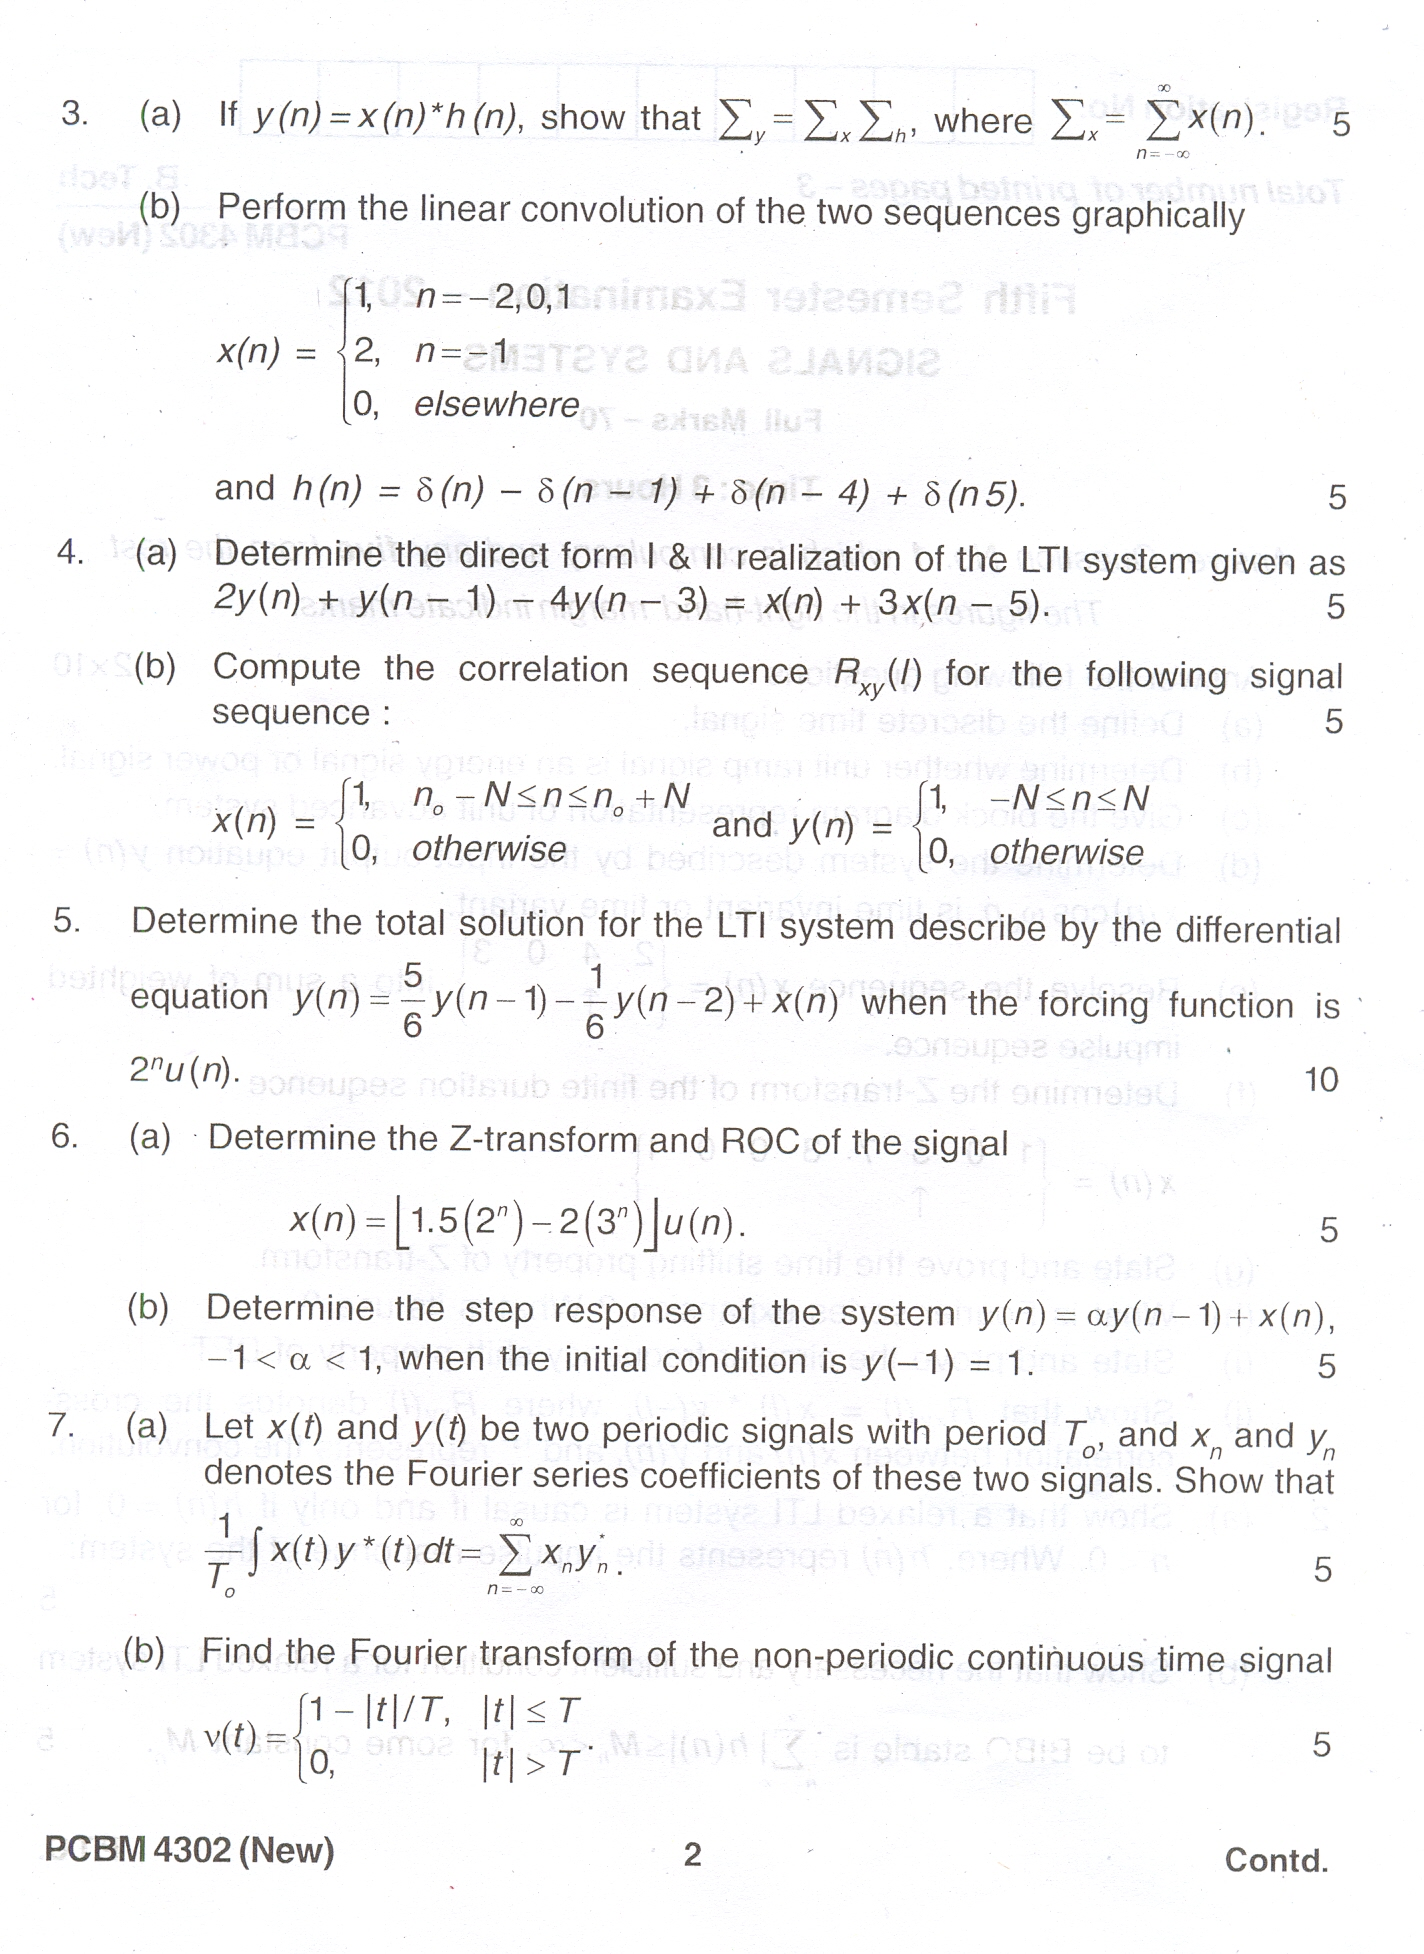 3. (a) If y(n) = x(n)*h(n), show that ∑y = ∑x ∑h, where ∑x = ∑_{n=-∞}^{∞} x(n). 5
(b) Perform the linear convolution of the two sequences graphically
x(n) = { 1, n = −2,0,1
2, n = −1
0, elsewhere
and h(n) = δ(n) − δ(n − 1) + δ(n − 4) + δ(n 5). 5
4. (a) Determine the direct form I & II realization of the LTI system given as
2y(n) + y(n − 1) − 4y(n − 3) = x(n) + 3x(n − 5). 5
(b) Compute the correlation sequence R_xy(l) for the following signal
sequence : 5
x(n) = { 1, n_o − N ≤ n ≤ n_o + N
0, otherwise and y(n) = { 1, −N ≤ n ≤ N
0, otherwise
5. Determine the total solution for the LTI system describe by the differential
equation y(n) = 5/6 y(n − 1) − 1/6 y(n − 2) + x(n) when the forcing function is
2^n u(n). 10
6. (a) Determine the Z-transform and ROC of the signal
x(n) = ⌊1.5(2^n) − 2(3^n)⌋u(n). 5
(b) Determine the step response of the system y(n) = αy(n − 1) + x(n),
−1 < α < 1, when the initial condition is y(−1) = 1. 5
7. (a) Let x(t) and y(t) be two periodic signals with period T_o, and x_n and y_n
denotes the Fourier series coefficients of these two signals. Show that
1/T_o ∫ x(t) y*(t) dt = ∑_{n=-∞}^{∞} x_n y_n^*. 5
(b) Find the Fourier transform of the non-periodic continuous time signal
v(t) = { 1 − |t|/T, |t| ≤ T
0, |t| > T . 5
PCBM 4302 (New) 2 Contd.